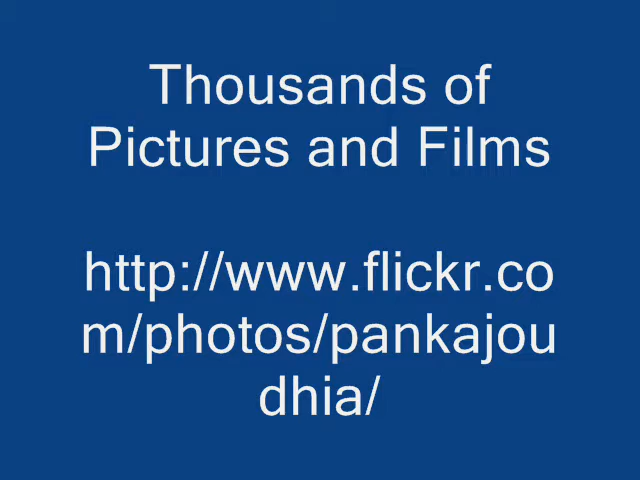 Thousands of
Pictures and Films
http://www.flickr.co
m/photos/pankajou
dhia/